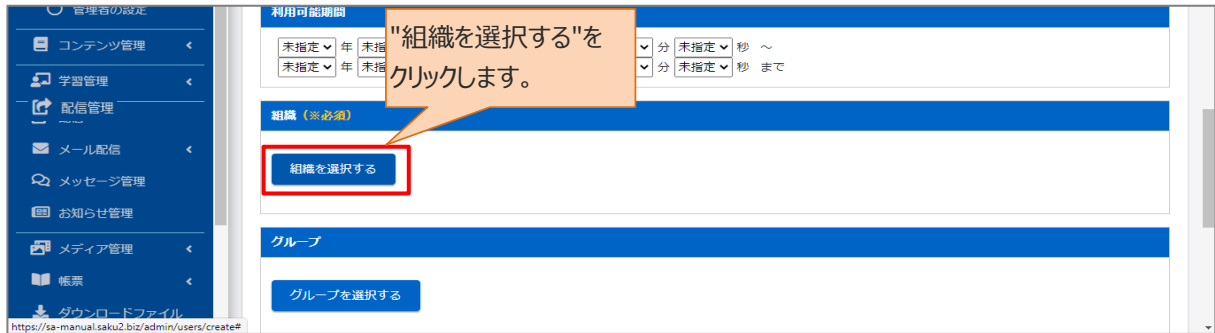 管理者の設定
コンテンツ管理
学習管理
配信管理
メール配信
メッセージ管理
お知らせ管理
メディア管理
帳票
ダウンロードファイル
https://sa-manual.saku2.biz/admin/users/create#
利用可能期間
未指定 年 未指 分 未指定 秒 ～
未指定 年 未指 分 未指定 秒 まで
"組織を選択する"を
クリックします。
組織（※必須）
組織を選択する
グループ
グループを選択する